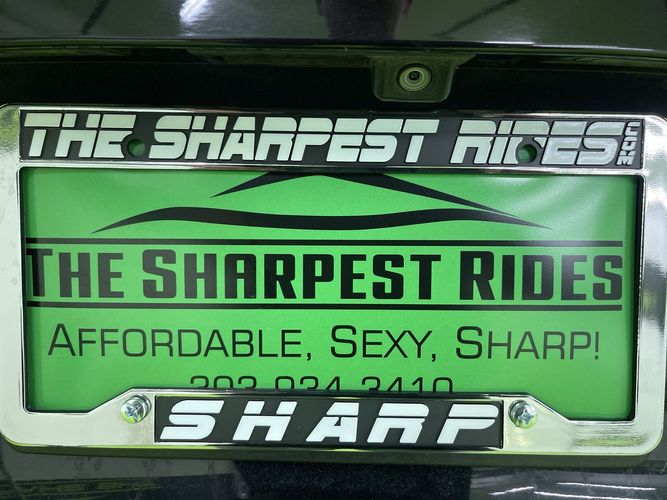 THE SHARPEST RIDES.COM
THE SHARPEST RIDES
AFFORDABLE, SEXY, SHARP!
SHARP